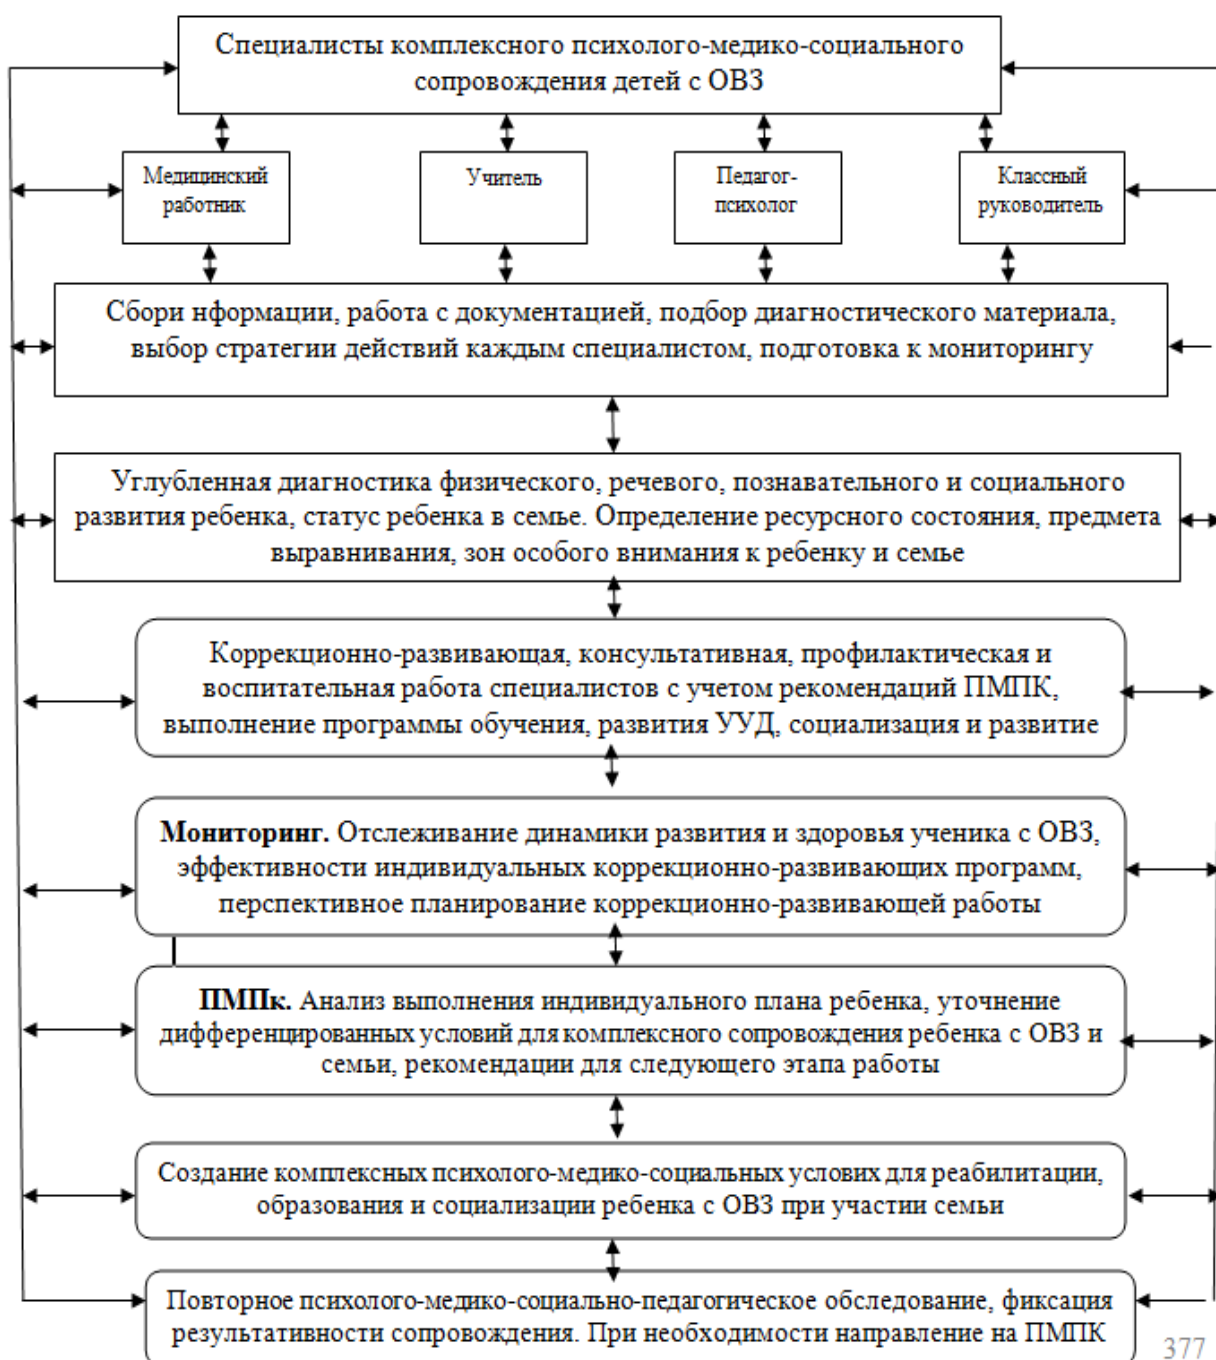 Специалисты комплексного психолого-медико-социального
сопровождения детей с ОВЗ
Медицинский
работник
Учитель
Педагог-
психолог
Классный
руководитель
Сбори нформации, работа с документацией, подбор диагностического материала,
выбор стратегии действий каждым специалистом, подготовка к мониторингу
Углубленная диагностика физического, речевого, познавательного и социального
развития ребенка, статус ребенка в семье. Определение ресурсного состояния, предмета
выравнивания, зон особого внимания к ребенку и семье
Коррекционно-развивающая, консультативная, профилактическая и
воспитательная работа специалистов с учетом рекомендаций ПМПК,
выполнение программы обучения, развития УУД, социализация и развитие
Мониторинг. Отслеживание динамики развития и здоровья ученика с ОВЗ,
эффективности индивидуальных коррекционно-развивающих программ,
перспективное планирование коррекционно-развивающей работы
ПМПк. Анализ выполнения индивидуального плана ребенка, уточнение
дифференцированных условий для комплексного сопровождения ребенка с ОВЗ и
семьи, рекомендации для следующего этапа работы
Создание комплексных психолого-медико-социальных услових для реабилитации,
образования и социализации ребенка с ОВЗ при участии семьи
Повторное психолого-медико-социально-педагогическое обследование, фиксация
результативности сопровождения. При необходимости направление на ПМПК
377